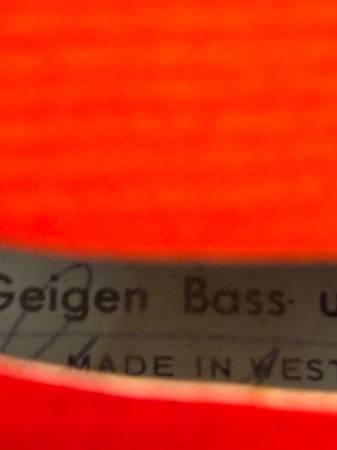 Geigen Bass- u
MADE IN WEST